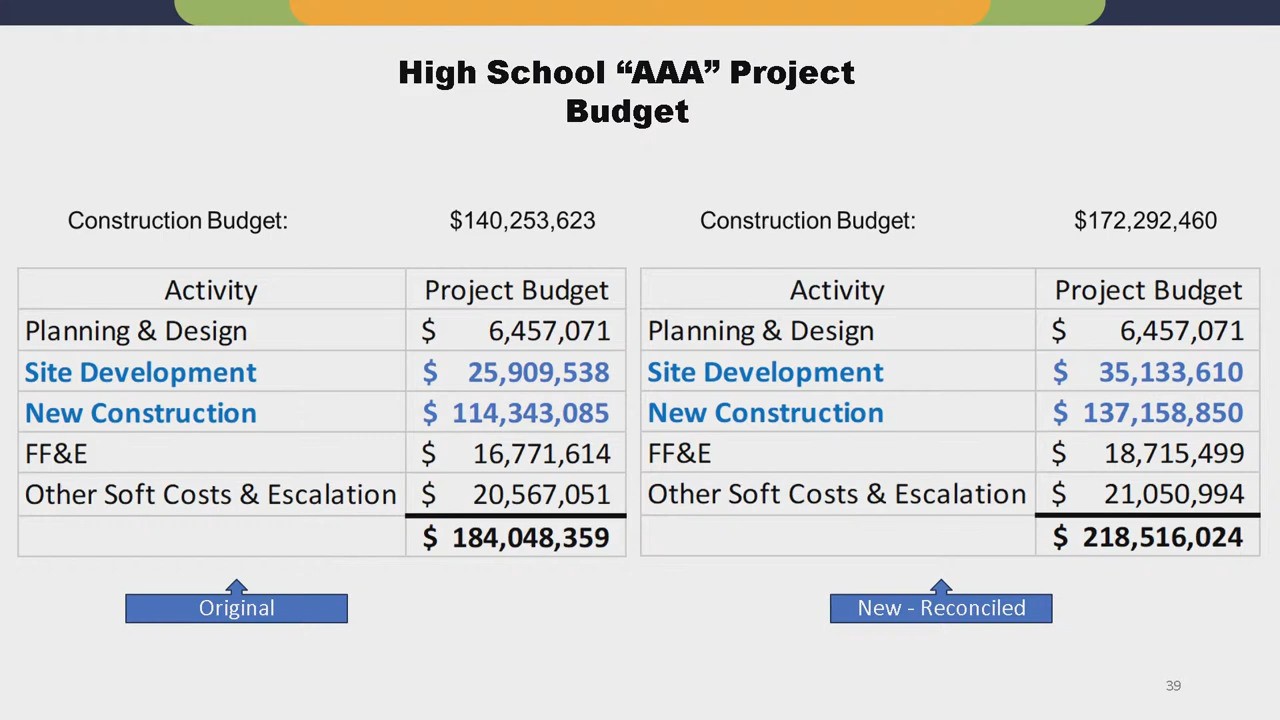 High School “AAA” Project
Budget
Construction Budget: $140,253,623
Activity Project Budget
Planning & Design $ 6,457,071
Site Development $ 25,909,538
New Construction $ 114,343,085
FF&E $ 16,771,614
Other Soft Costs & Escalation $ 20,567,051
$ 184,048,359
Original
Construction Budget: $172,292,460
Activity Project Budget
Planning & Design $ 6,457,071
Site Development $ 35,133,610
New Construction $ 137,158,850
FF&E $ 18,715,499
Other Soft Costs & Escalation $ 21,050,994
$ 218,516,024
New - Reconciled
39